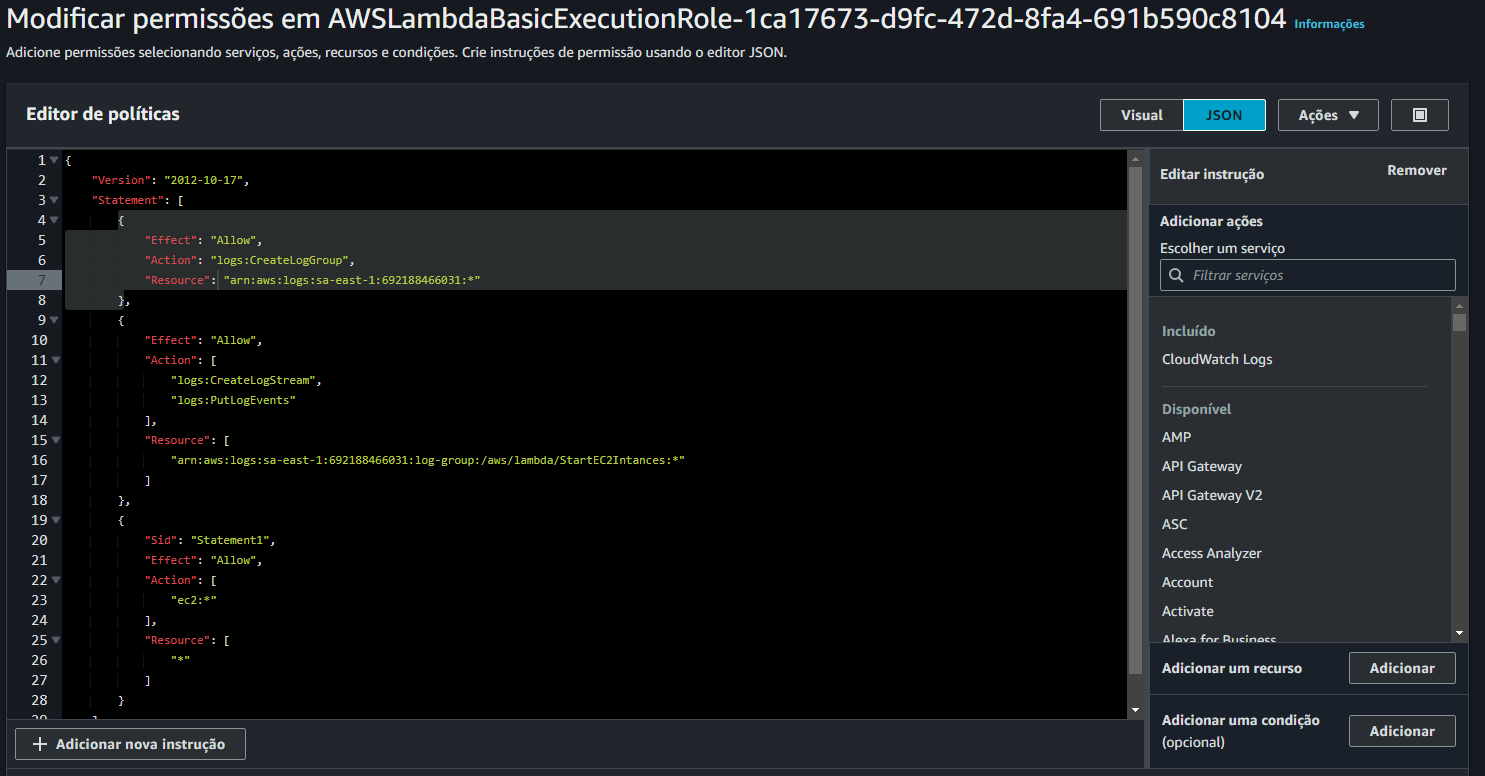 Modificar permissões em AWSLambdaBasicExecutionRole-1ca17673-d9fc-472d-8fa4-691b590c8104 Informações
Adicione permissões selecionando serviços, ações, recursos e condições. Crie instruções de permissão usando o editor JSON.
Editor de políticas
Visual JSON Ações
1 {
2 "Version": "2012-10-17",
3 "Statement": [
4 {
5 "Effect": "Allow",
6 "Action": "logs:CreateLogGroup",
7 "Resource": "arn:aws:logs:sa-east-1:692188466031:*"
8 },
9 {
10 "Effect": "Allow",
11 "Action": [
12 "logs:CreateLogStream",
13 "logs:PutLogEvents"
14 ],
15 "Resource": [
16 "arn:aws:logs:sa-east-1:692188466031:log-group:/aws/lambda/StartEC2Intances:*"
17 ]
18 },
19 {
20 "Sid": "Statement1",
21 "Effect": "Allow",
22 "Action": [
23 "ec2:*"
24 ],
25 "Resource": [
26 "*"
27 ]
28 }
29 ]
+ Adicionar nova instrução
Editar instrução Remover
Adicionar ações
Escolher um serviço
Filtrar serviços
Incluído
CloudWatch Logs
Disponível
AMP
API Gateway
API Gateway V2
ASC
Access Analyzer
Account
Activate
Alexa for Business
Adicionar um recurso Adicionar
Adicionar uma condição
(opcional) Adicionar